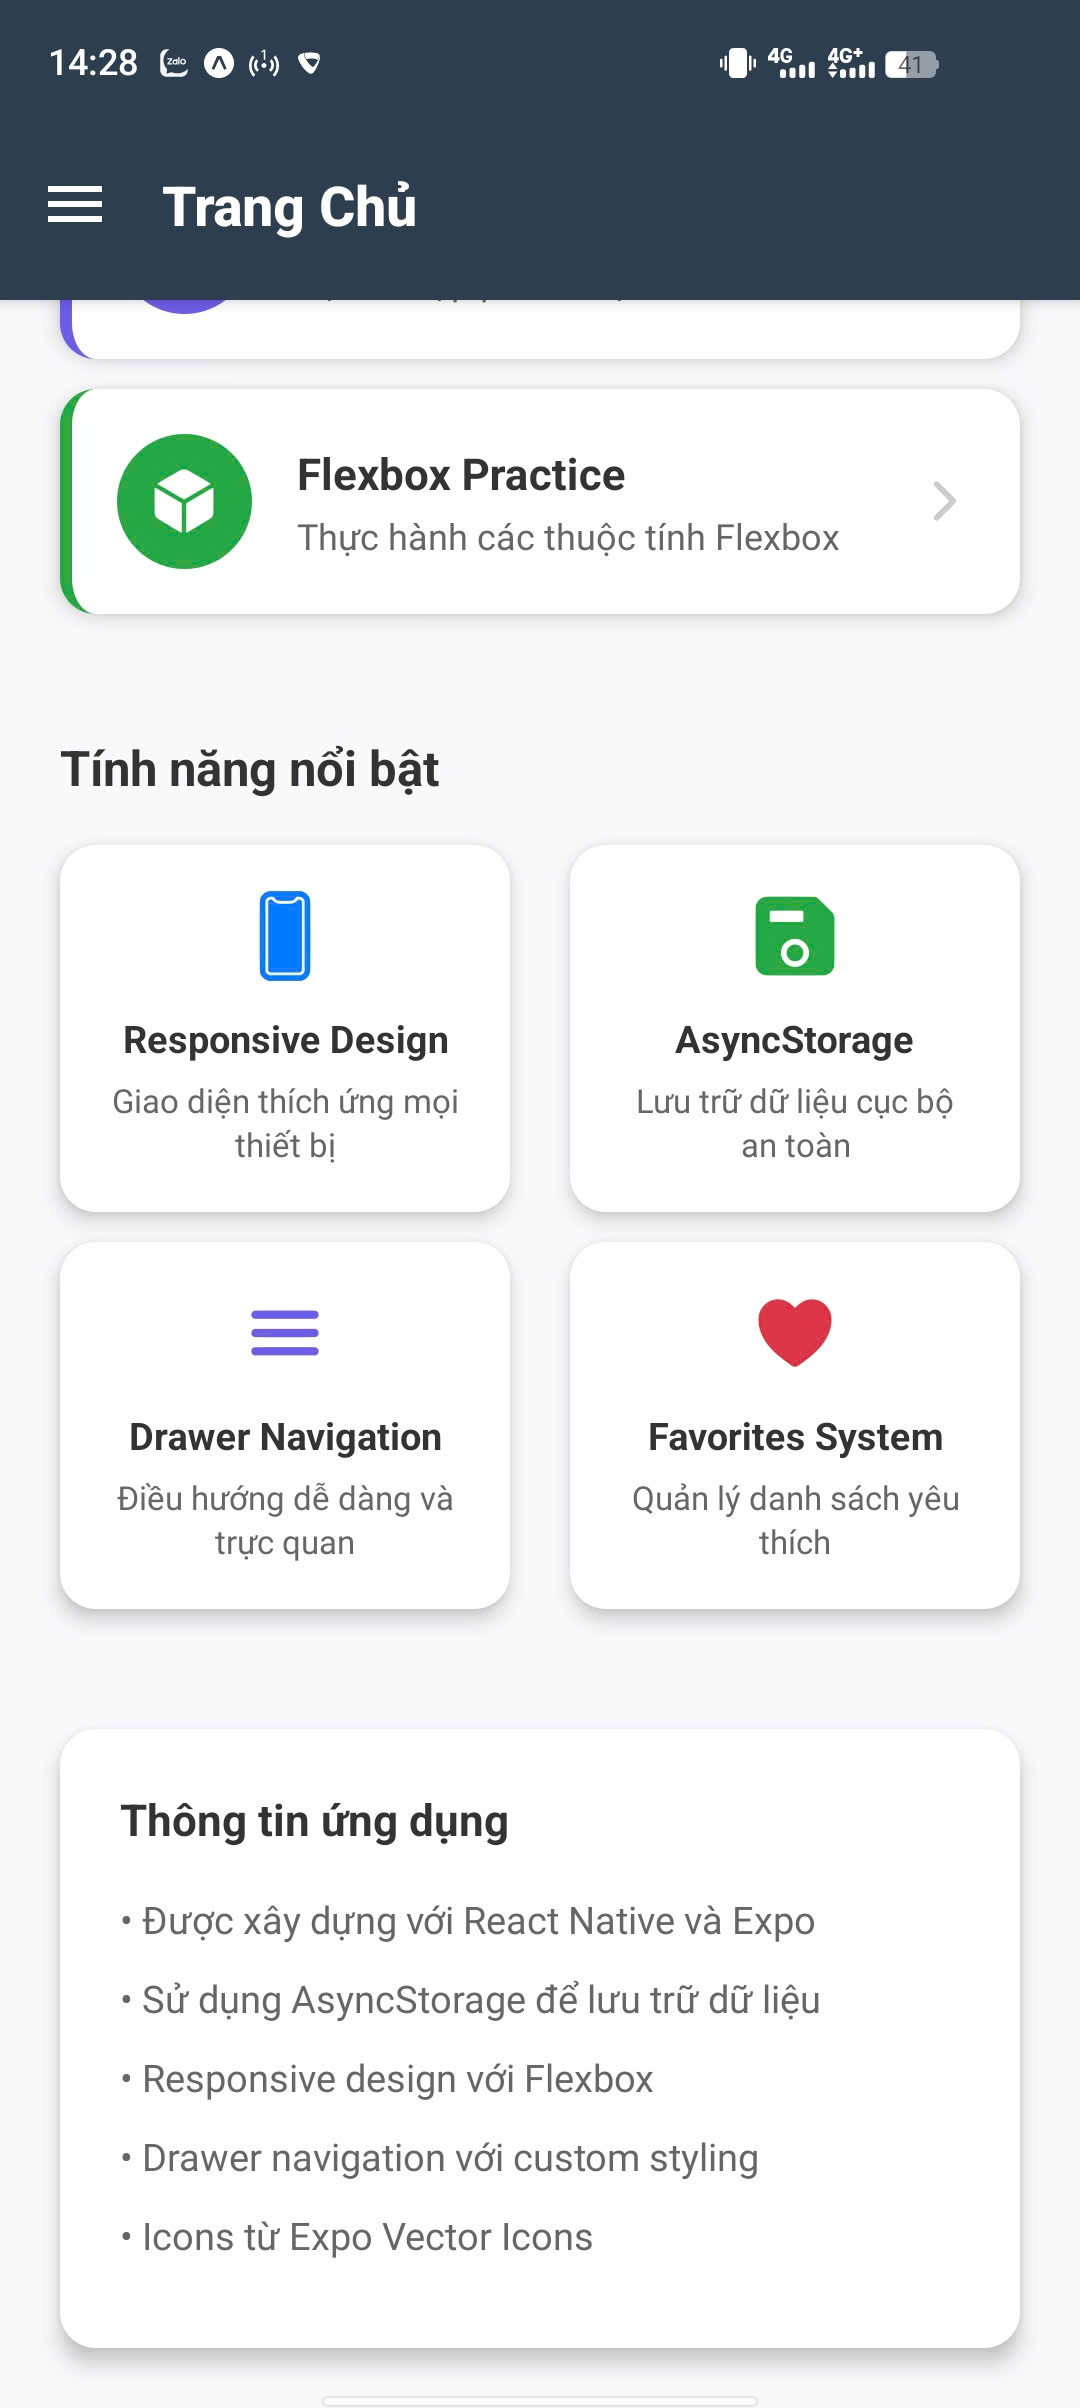 14:28
Zalo
1
4G
4G+
41
Trang Chủ
Flexbox Practice
Thực hành các thuộc tính Flexbox
Tính năng nổi bật
Responsive Design
Giao diện thích ứng mọi
thiết bị
AsyncStorage
Lưu trữ dữ liệu cục bộ
an toàn
Drawer Navigation
Điều hướng dễ dàng và
trực quan
Favorites System
Quản lý danh sách yêu
thích
Thông tin ứng dụng
• Được xây dựng với React Native và Expo
• Sử dụng AsyncStorage để lưu trữ dữ liệu
• Responsive design với Flexbox
• Drawer navigation với custom styling
• Icons từ Expo Vector Icons